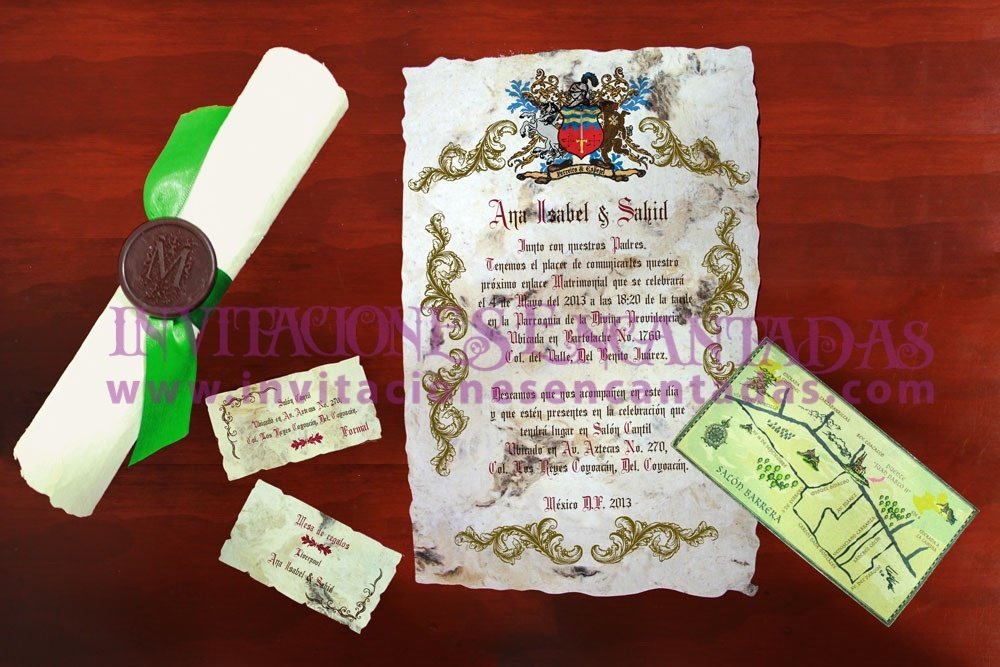 Ana Isabel & Sahid
Junto con nuestros Padres.
Tenemos el placer de comunicarles nuestro
próximo enlace Matrimonial que se celebrará
el 4 de Mayo del 2013 a las 18:20 de la tarde
en la Parroquia de la Divina Providencia
Ubicada en Bartolache No. 1760
Col. del Valle, Del Benito Juárez.
Deseamos que nos acompañen en este día
y que estén presentes en la celebración que
tendrá lugar en Salón Cantil
Ubicado en Av. Aztecas No. 270,
Col. Los Reyes Coyoacán, Del. Coyoacán.
México D.F. 2013
M
INVITACIONES ENCANTADAS
www.invitacionesencantadas.com
Salón Cantil
Ubicado en Av. Aztecas No. 270,
Col. Los Reyes Coyoacán, Del. Coyoacán.
Formal
Mesa de regalos
Liverpool
Ana Isabel & Sahid
SALÓN BARRERA